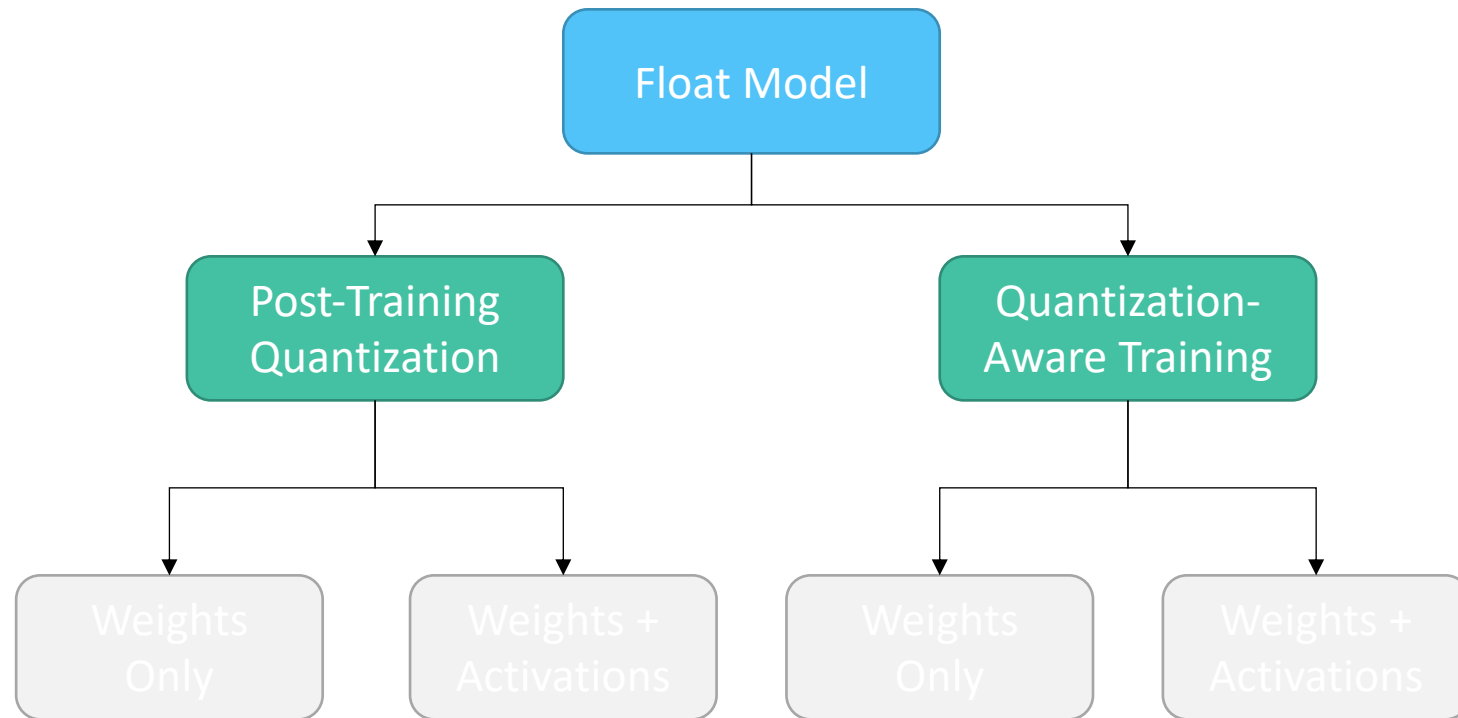 Float Model
Post-Training
Quantization
Quantization-
Aware Training
Weights
Only
Weights +
Activations
Weights
Only
Weights +
Activations